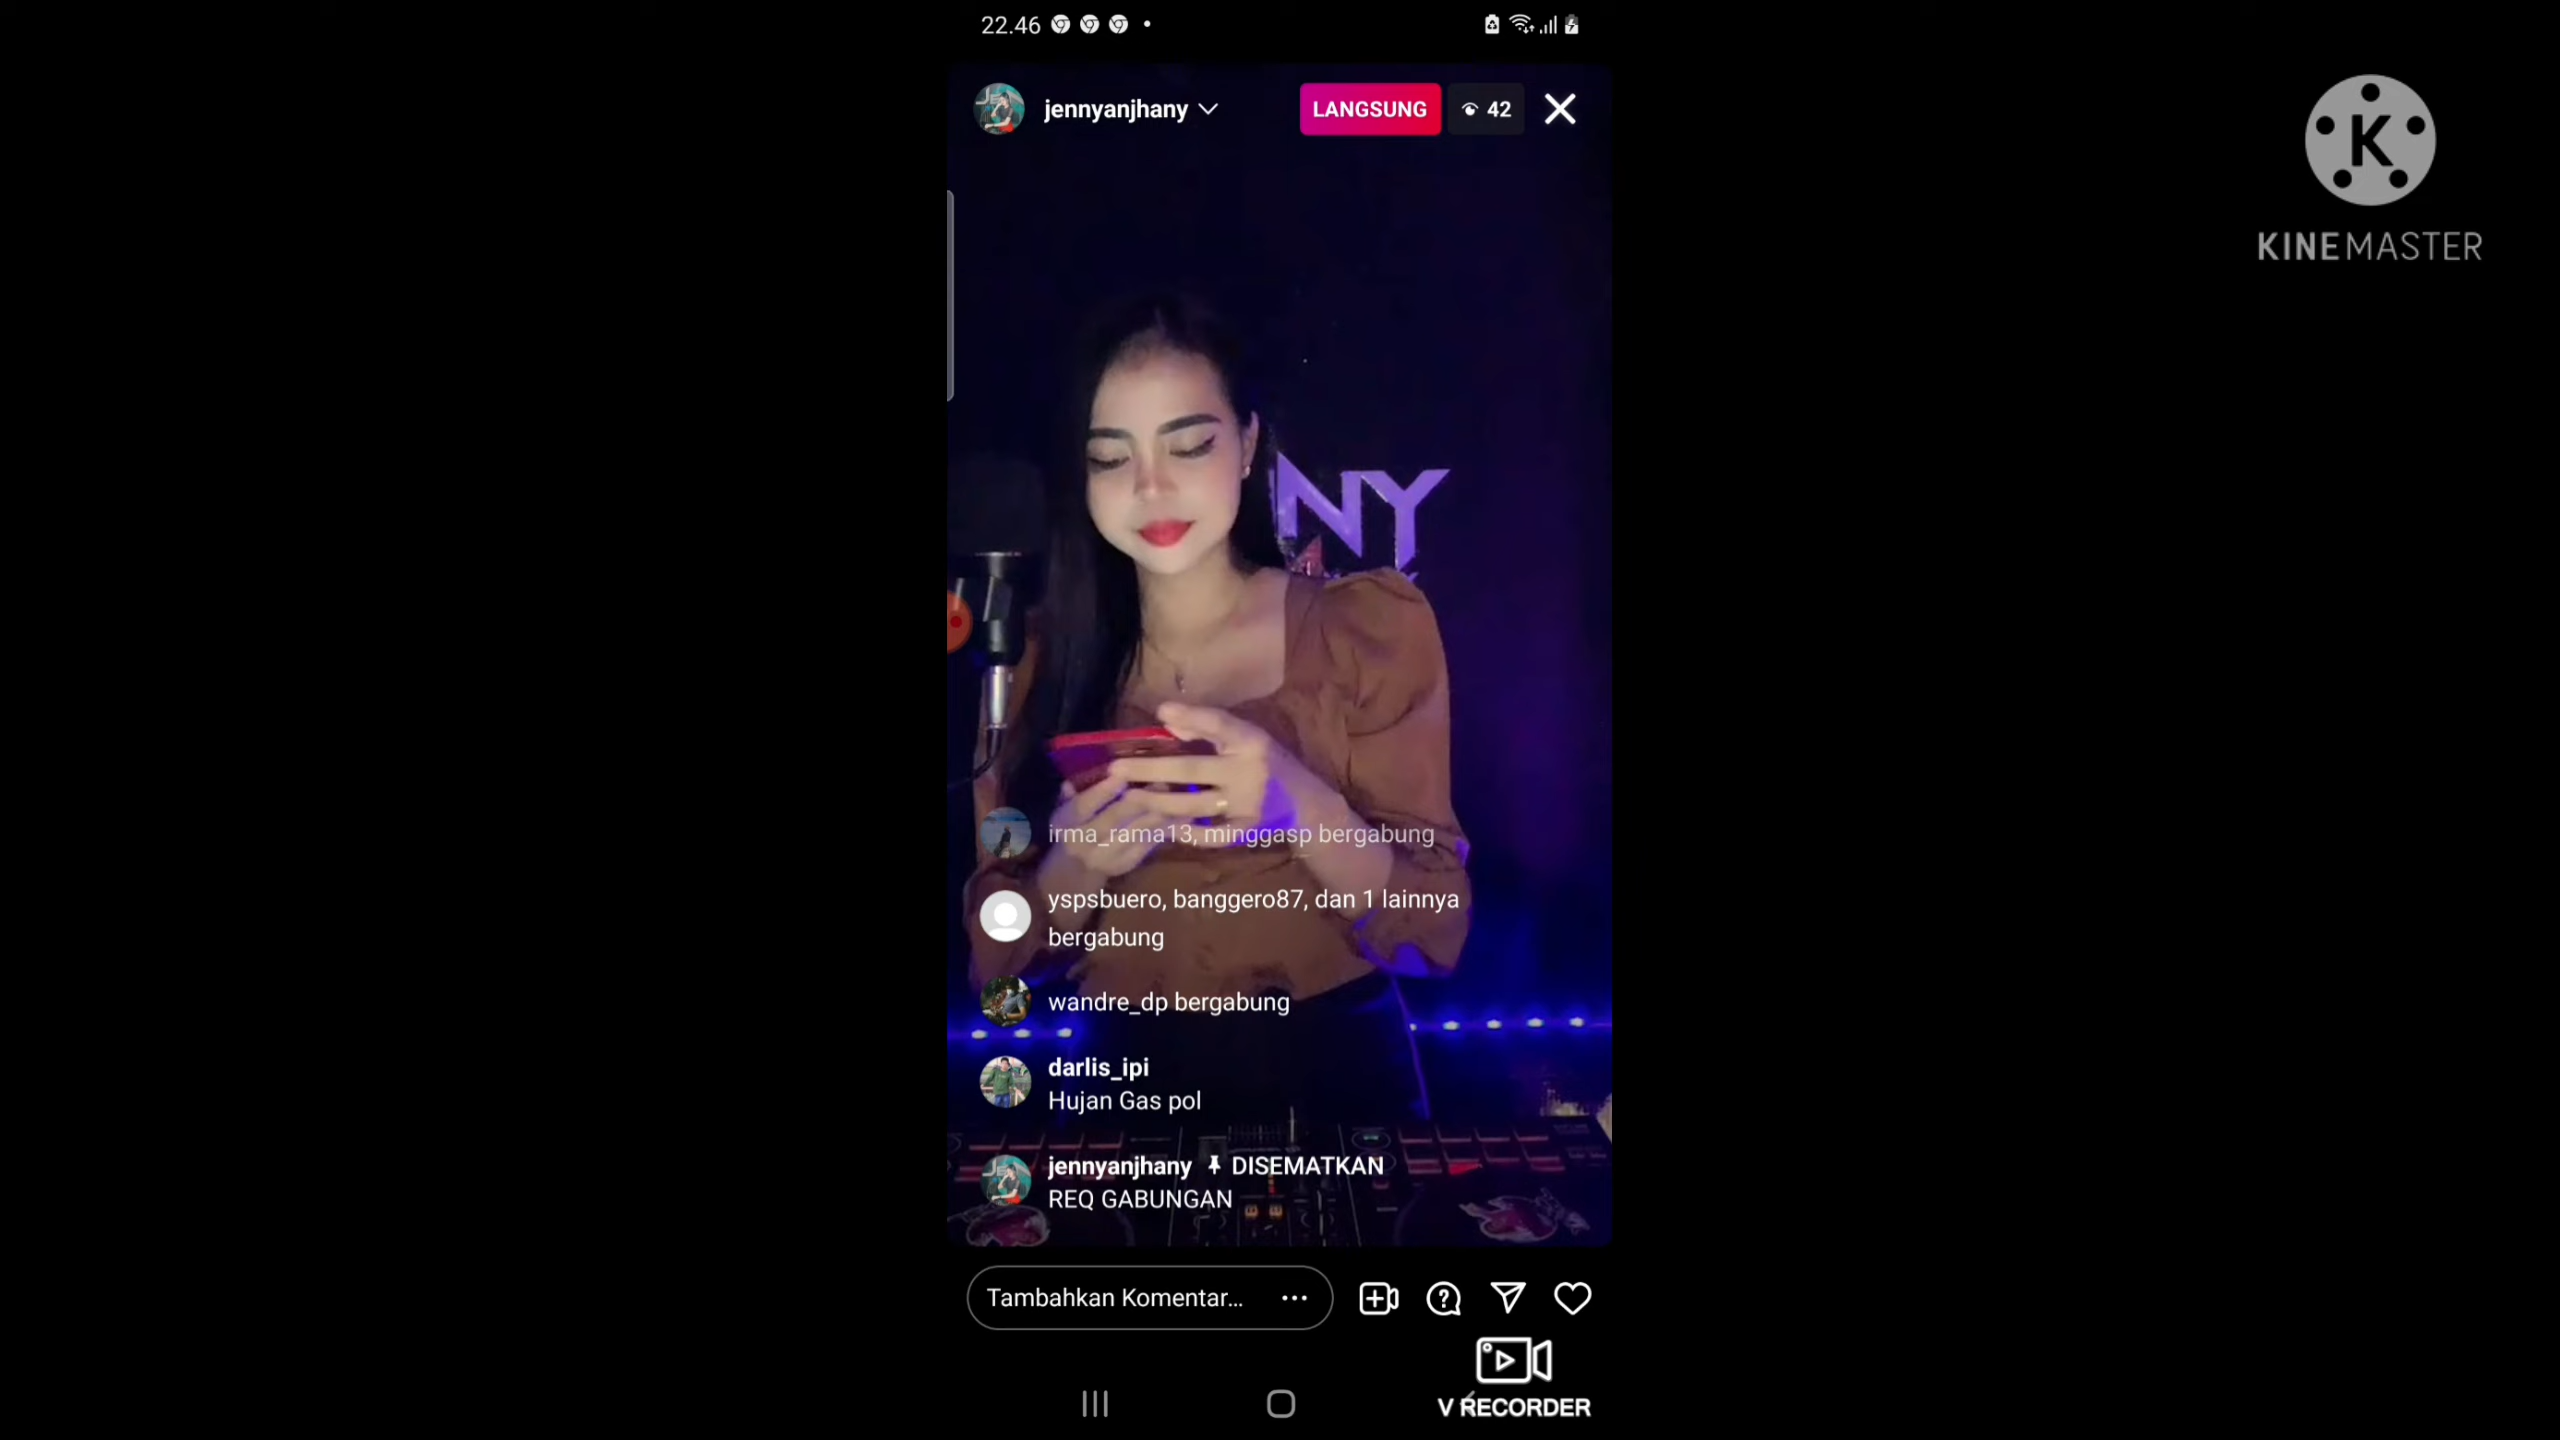 22.46
jennyanjhany
LANGSUNG
42
KINEMASTER
NY
irma_rama13, minggasp bergabung
yspsbuero, banggero87, dan 1 lainnya
bergabung
wandre_dp bergabung
darlis_ipi
Hujan Gas pol
jennyanjhany DISEMATKAN
REQ GABUNGAN
Tambahkan Komentar...
V RECORDER